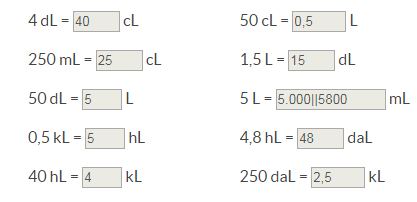 4 dL = 40 cL
50 cL = 0,5 L
250 mL = 25 cL
1,5 L = 15 dL
50 dL = 5 L
5 L = 5.000||5800 mL
0,5 kL = 5 hL
4,8 hL = 48 daL
40 hL = 4 kL
250 daL = 2,5 kL